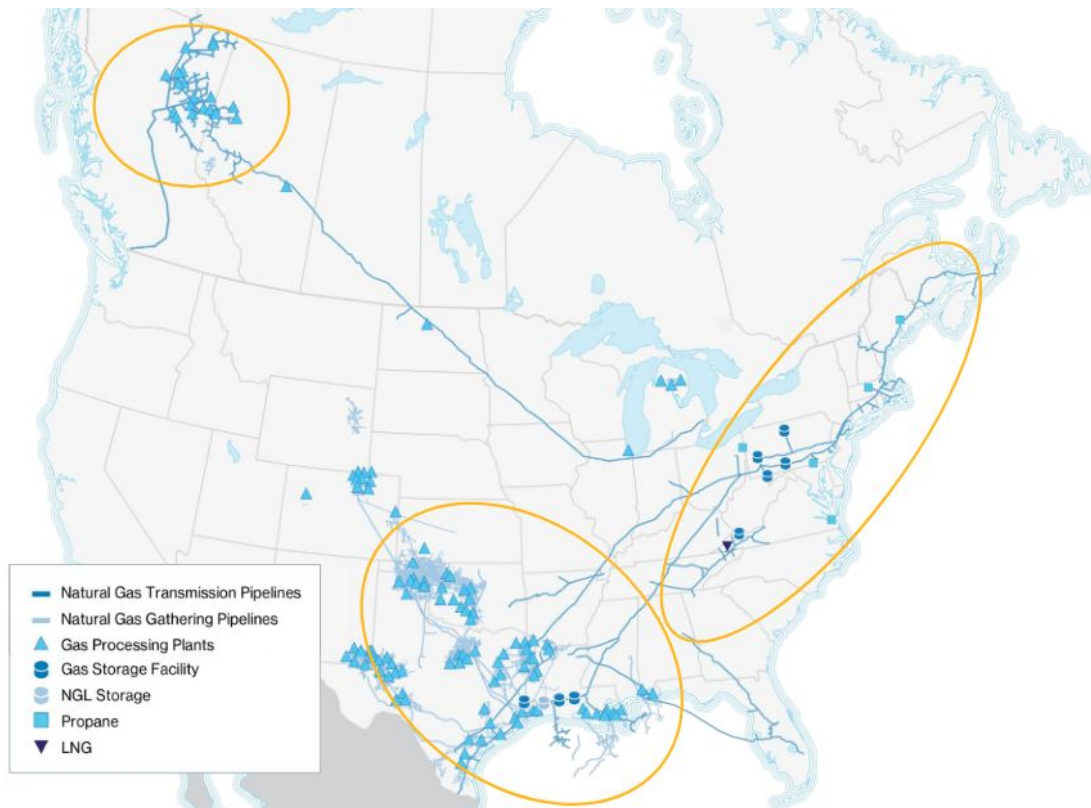 Natural Gas Transmission Pipelines
Natural Gas Gathering Pipelines
Gas Processing Plants
Gas Storage Facility
NGL Storage
Propane
LNG